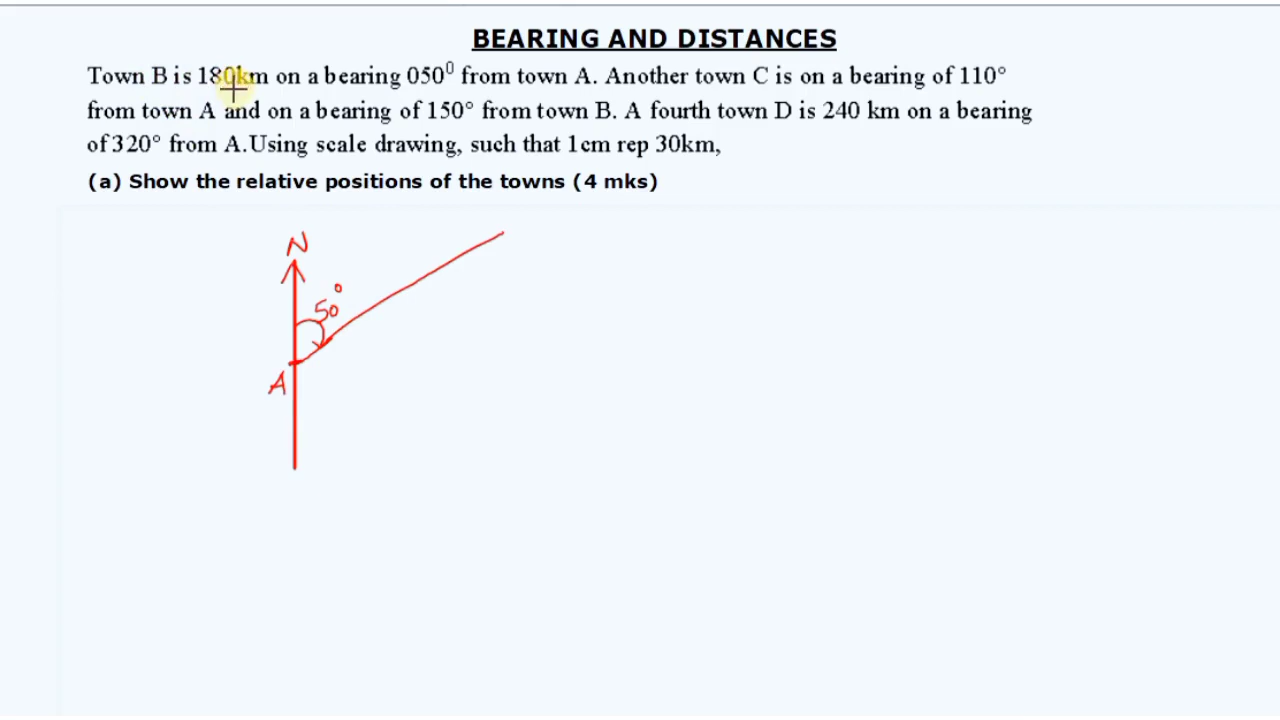 BEARING AND DISTANCES
Town B is 180km on a bearing 050⁰ from town A. Another town C is on a bearing of 110°
from town A and on a bearing of 150° from town B. A fourth town D is 240 km on a bearing
of 320° from A.Using scale drawing, such that 1cm rep 30km,
(a) Show the relative positions of the towns (4 mks)
N
50°
A